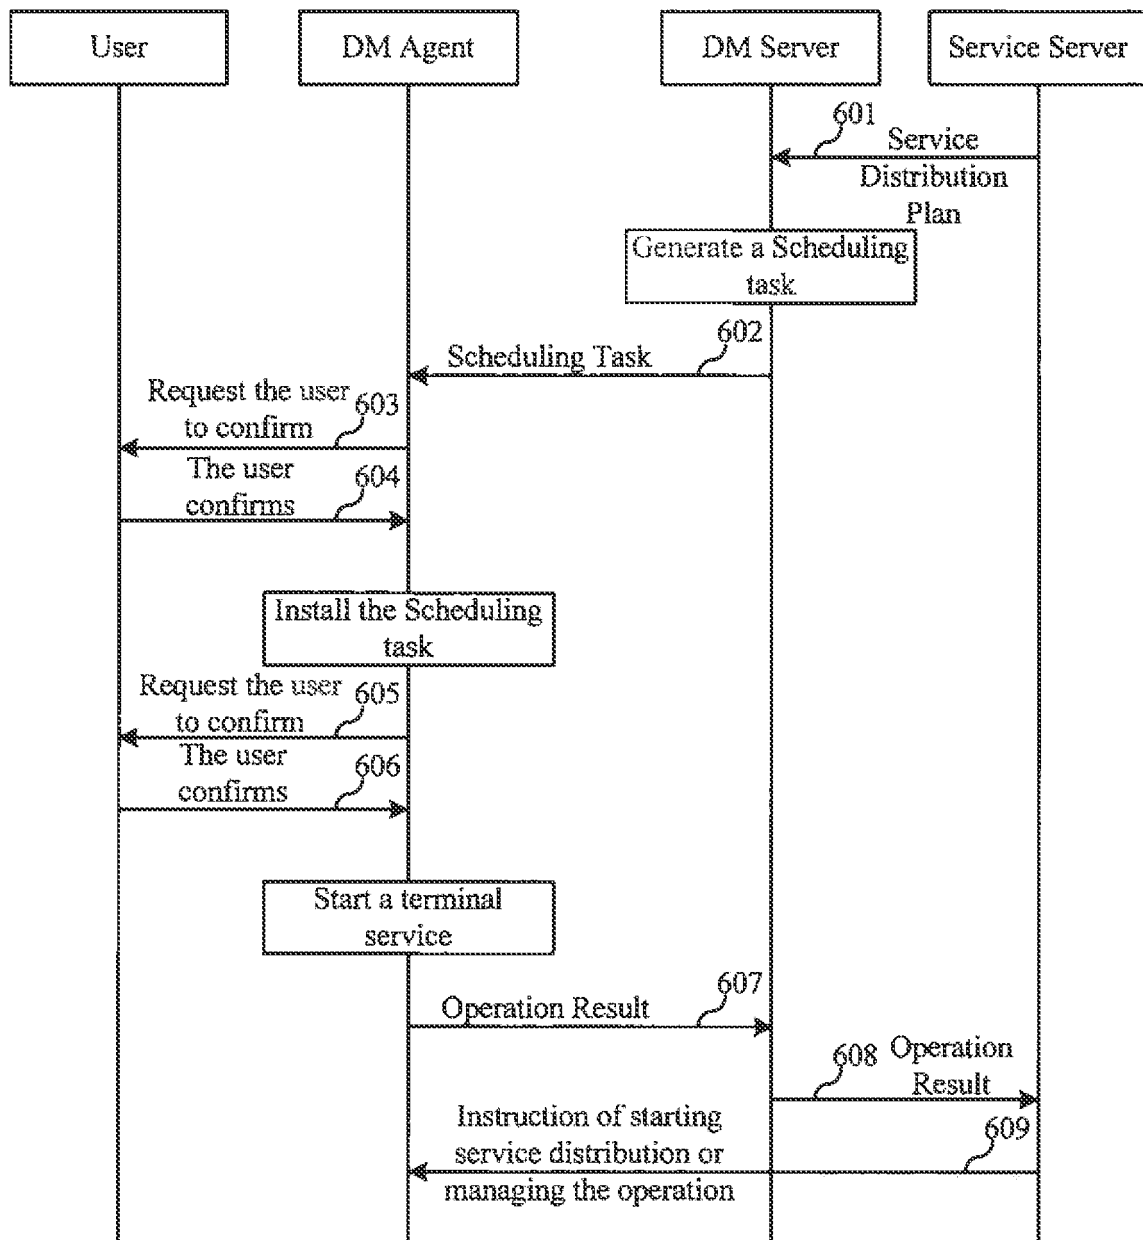 User
DM Agent
DM Server
Service Server
601
Service
Distribution
Plan
Generate a Scheduling
task
602
Scheduling Task
Request the user
to confirm
603
The user
confirms
604
Install the Scheduling
task
Request the user
to confirm
605
The user
confirms
606
Start a terminal
service
607
Operation Result
608
Operation
Result
Instruction of starting
service distribution or
managing the operation
609